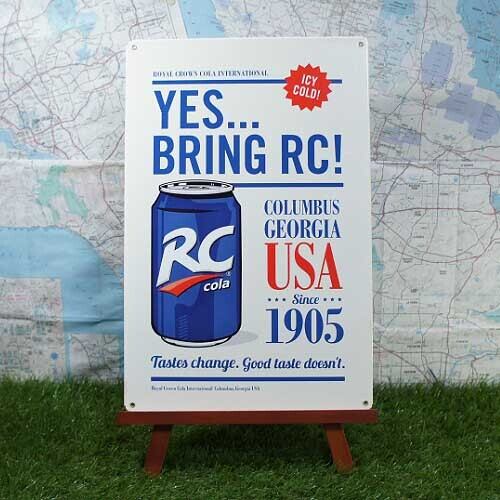 ROYAL CROWN COLA INTERNATIONAL
ICY
COLD!
YES...
BRING RC!
RC
cola
COLUMBUS
GEORGIA
USA
Since
1905
Tastes change. Good taste doesn't.
Royal Crown Cola International Columbus, Georgia USA